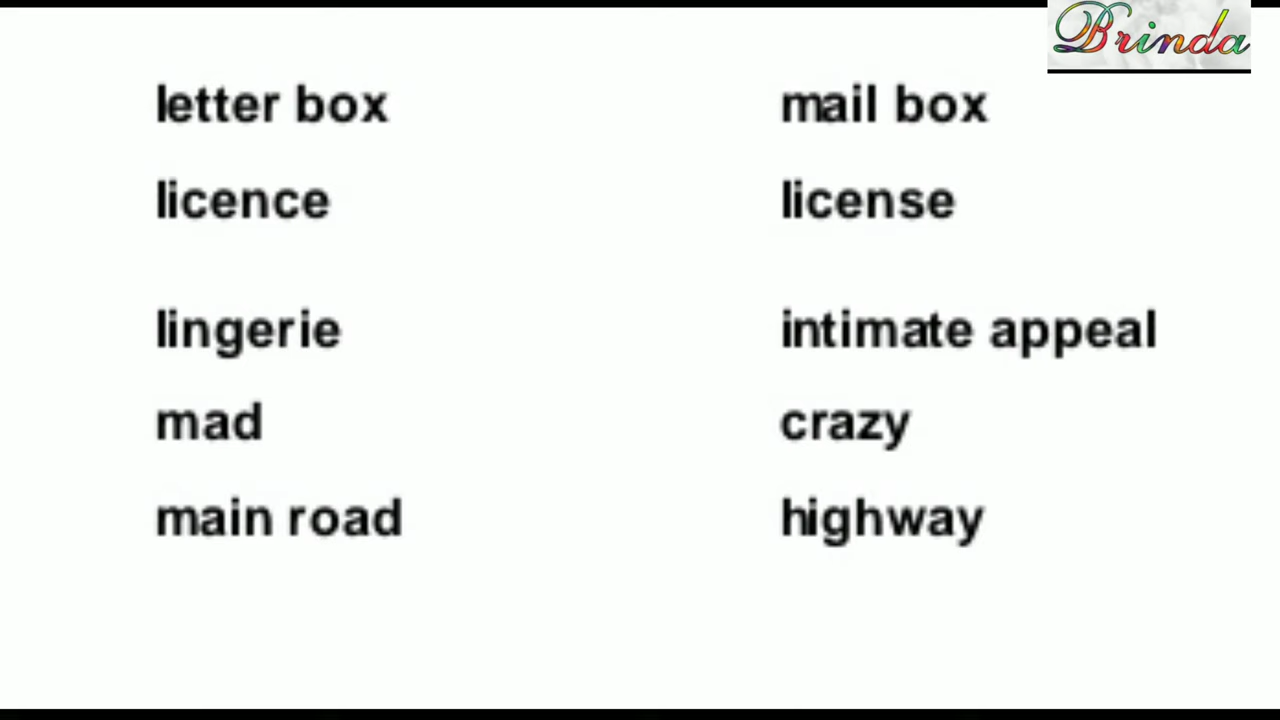 Brinda
letter box mail box
licence license
lingerie intimate appeal
mad crazy
main road highway